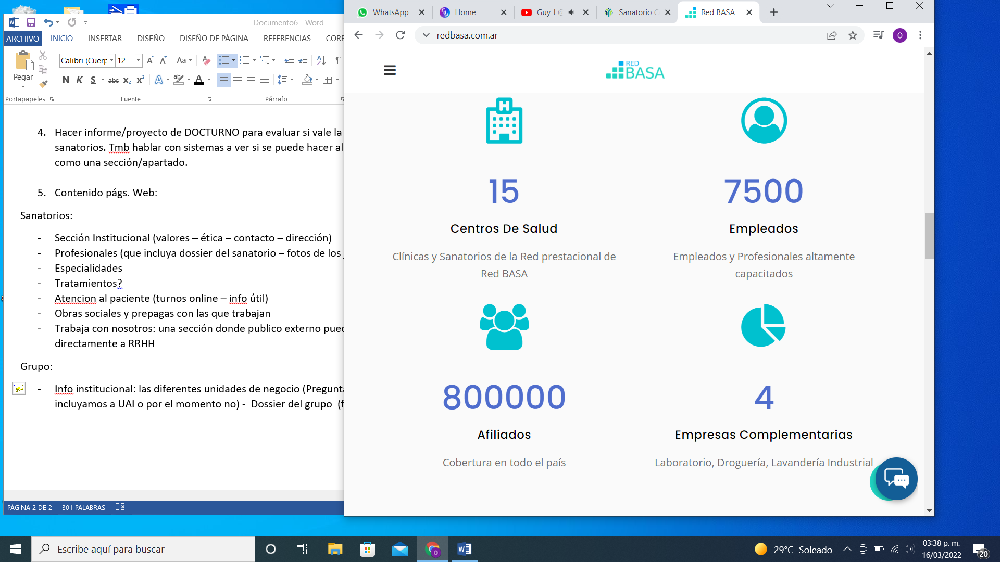 Documento6 - Word
ARCHIVO INICIO INSERTAR DISEÑO DISEÑO DE PÁGINA REFERENCIAS CORR
Pegar
Calibri (Cuerp 12 Aa
N K S abc X₂ X² A ab A
Portapapeles Fuente Párrafo
4. Hacer informe/proyecto de DOCTURNO para evaluar si vale la
sanatorios. Tmb hablar con sistemas a ver si se puede hacer al
como una sección/apartado.
5. Contenido págs. Web:
Sanatorios:
- Sección Institucional (valores – ética – contacto – dirección)
- Profesionales (que incluya dossier del sanatorio – fotos de los
- Especialidades
- Tratamientos?
- Atencion al paciente (turnos online – info útil)
- Obras sociales y prepagas con las que trabajan
- Trabaja con nosotros: una sección donde publico externo pued
directamente a RRHH
Grupo:
- Info institucional: las diferentes unidades de negocio (Pregunta
incluyamos a UAI o por el momento no) - Dossier del grupo (f
PÁGINA 2 DE 2 301 PALABRAS
WhatsApp Home Guy J @ Sanatorio C Red BASA
redbasa.com.ar
O
RED
BASA
H
15
Centros De Salud
Clínicas y Sanatorios de la Red prestacional de
Red BASA
7500
Empleados
Empleados y Profesionales altamente
capacitados
800000
Afiliados
Cobertura en todo el país
4
Empresas Complementarias
Laboratorio, Droguería, Lavandería Industrial
Escribe aquí para buscar
29°C Soleado
03:38 p. m.
16/03/2022
20